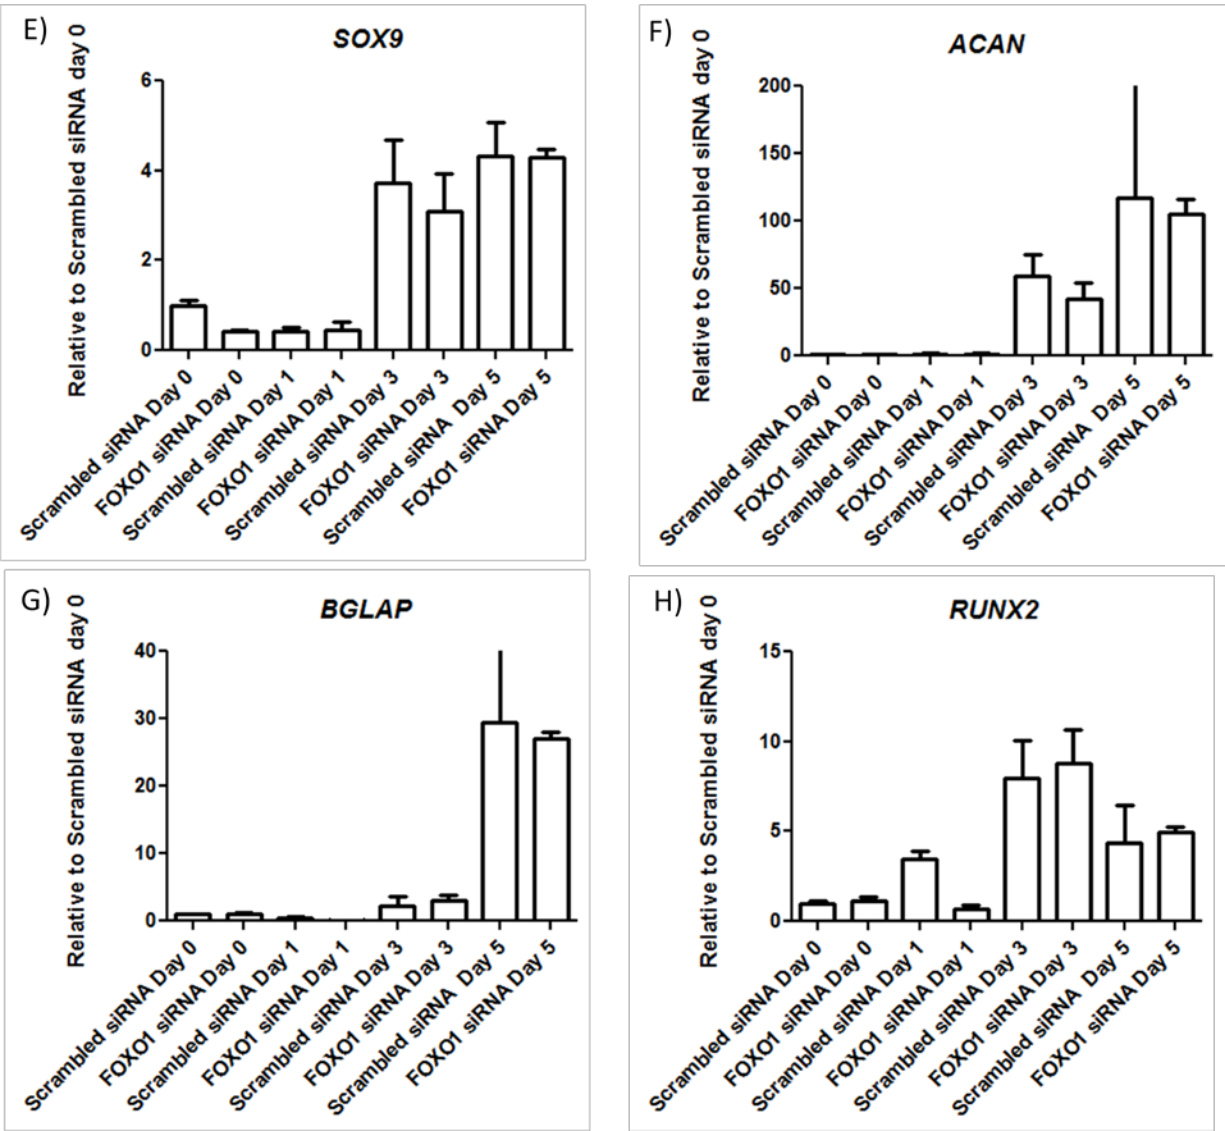 E)
SOX9
Relative to Scrambled siRNA day 0
6
4
2
0
Scrambled siRNA Day 0
FOXO1 siRNA Day 0
Scrambled siRNA Day 1
FOXO1 siRNA Day 1
Scrambled siRNA Day 3
FOXO1 siRNA Day 3
Scrambled siRNA Day 5
FOXO1 siRNA Day 5
F)
ACAN
Relative to Scrambled siRNA day 0
200
150
100
50
0
Scrambled siRNA Day 0
FOXO1 siRNA Day 0
Scrambled siRNA Day 1
FOXO1 siRNA Day 1
Scrambled siRNA Day 3
FOXO1 siRNA Day 3
Scrambled siRNA Day 5
FOXO1 siRNA Day 5
G)
BGLAP
Relative to Scrambled siRNA day 0
40
30
20
10
0
Scrambled siRNA Day 0
FOXO1 siRNA Day 0
Scrambled siRNA Day 1
FOXO1 siRNA Day 1
Scrambled siRNA Day 3
FOXO1 siRNA Day 3
Scrambled siRNA Day 5
FOXO1 siRNA Day 5
H)
RUNX2
Relative to Scrambled siRNA day 0
15
10
5
0
Scrambled siRNA Day 0
FOXO1 siRNA Day 0
Scrambled siRNA Day 1
FOXO1 siRNA Day 1
Scrambled siRNA Day 3
FOXO1 siRNA Day 3
Scrambled siRNA Day 5
FOXO1 siRNA Day 5